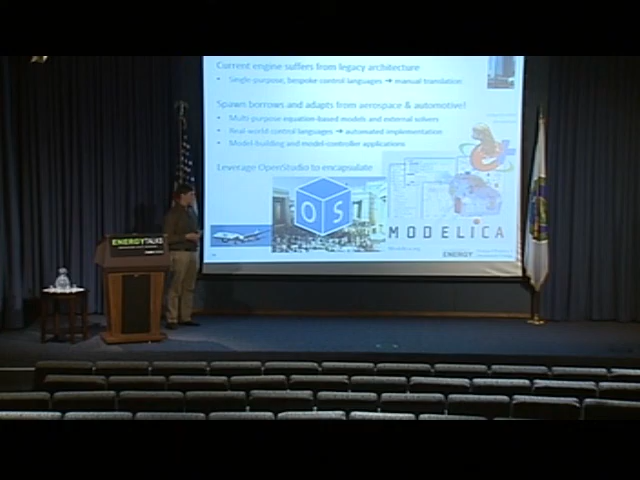 Current engine suffers from legacy architecture
• Single-purpose, bespoke control languages ➔ manual translation
Spawn borrows and adapts from aerospace & automotive!
• Multi-purpose equation-based models and external solvers
• Real-world control languages ➔ automated implementation
• Model-building and model-controller applications
Leverage OpenStudio to encapsulate
OS
MODELICA
ENERGY
ENERGY TALKS